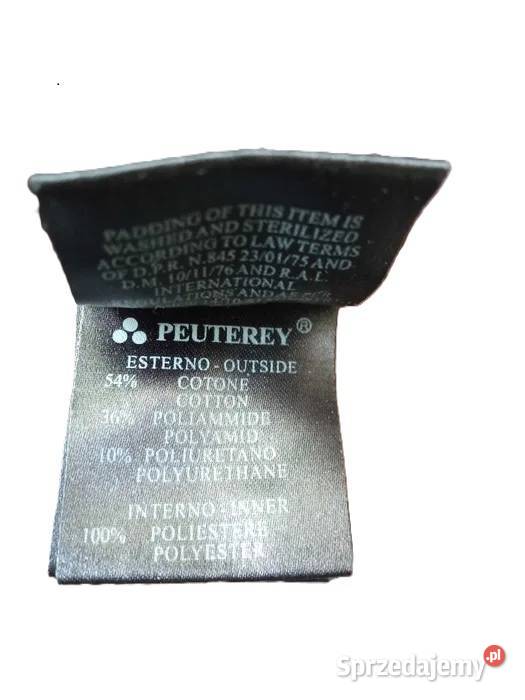 PADDING OF THIS ITEM IS
WASHED AND STERILIZED
ACCORDING TO LAW TERMS
OF D.P.R. N.845 23/01/75 AND
D.M. 10/11/76 AND R.A.L.
INTERNATIONAL
PEUTEREY®
ESTERNO - OUTSIDE
54% COTONE
COTTON
36% POLIAMMIDE
POLYAMID
10% POLIURETANO
POLYURETHANE
INTERNO - INNER
100% POLIESTERE
POLYESTER
Sprzedajemy.pl